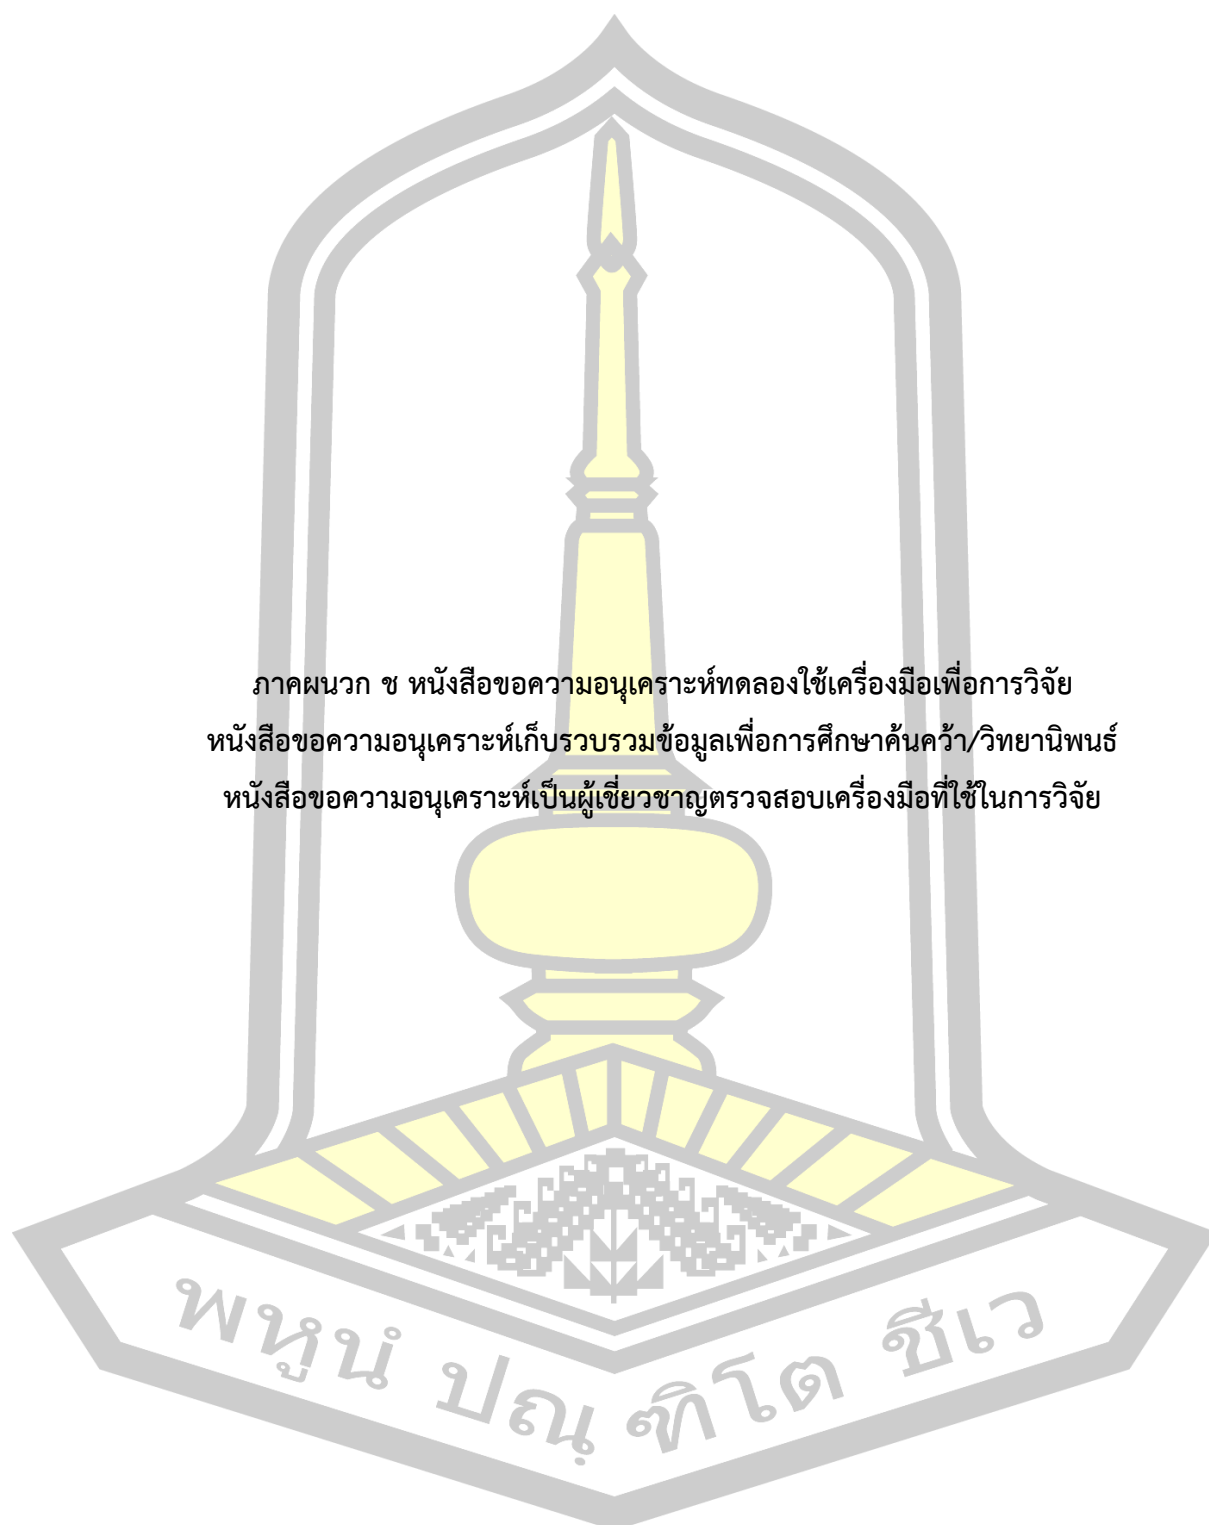 ภาคผนวก ช หนังสือขอความอนุเคราะห์ทดลองใช้เครื่องมือเพื่อการวิจัย
หนังสือขอความอนุเคราะห์เก็บรวบรวมข้อมูลเพื่อการศึกษาค้นคว้า/วิทยานิพนธ์
หนังสือขอความอนุเคราะห์เป็นผู้เชี่ยวชาญตรวจสอบเครื่องมือที่ใช้ในการวิจัย
พหูนํ ปณฺฑิโต ชีเว